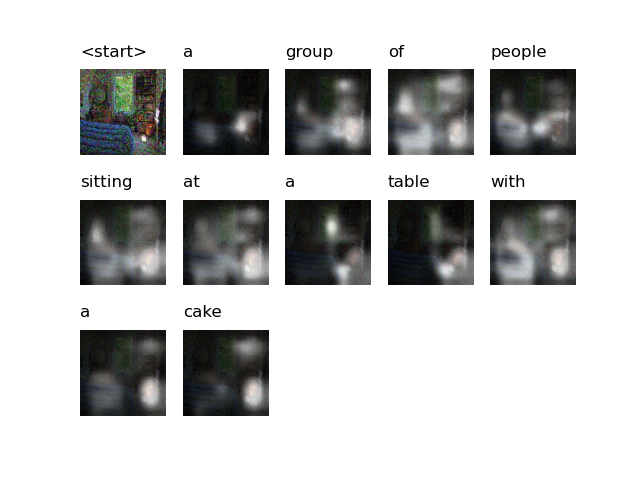 <start> a group of people
sitting at a table with
a cake